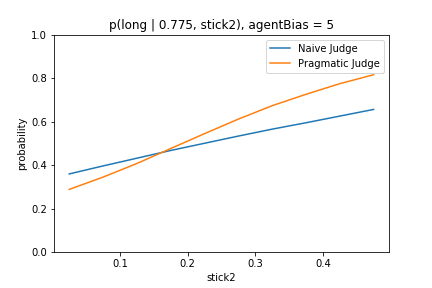 p(long | 0.775, stick2), agentBias = 5
Naive Judge
Pragmatic Judge
probability
1.0
0.8
0.6
0.4
0.2
0.0
0.1
0.2
0.3
0.4
stick2